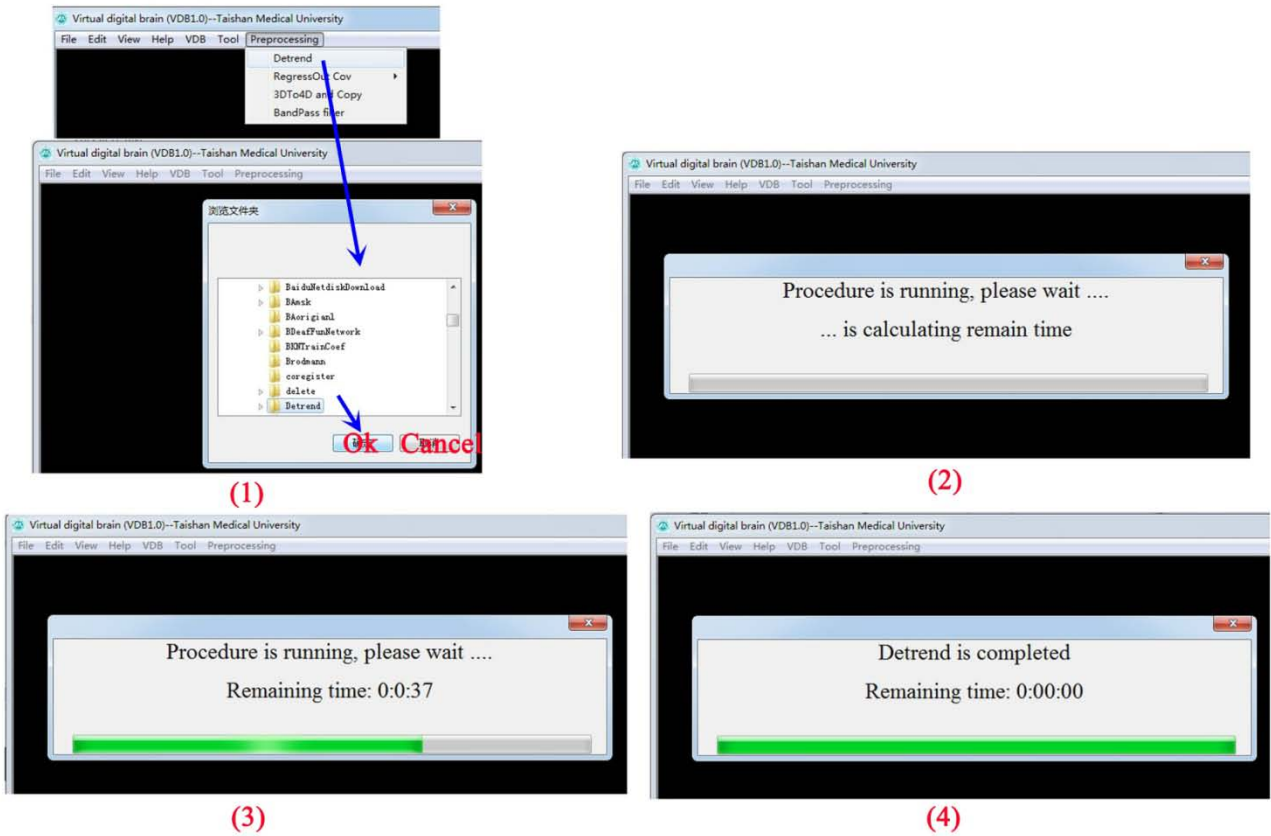 Virtual digital brain (VDB1.0)--Taishan Medical University
File Edit View Help VDB Tool Preprocessing
Detrend
RegressOut Cov
3DTo4D and Copy
BandPass filter
Virtual digital brain (VDB1.0)--Taishan Medical University
File Edit View Help VDB Tool Preprocessing
浏览文件夹
BaiduNetdiskDownload
BAmsk
BAorigianl
BDeafFunNetwork
BKNTrainCoef
Brodmann
coregister
delete
Detrend
Ok Cancel
(1)
Virtual digital brain (VDB1.0)--Taishan Medical University
File Edit View Help VDB Tool Preprocessing
Procedure is running, please wait ....
... is calculating remain time
(2)
Virtual digital brain (VDB1.0)--Taishan Medical University
File Edit View Help VDB Tool Preprocessing
Procedure is running, please wait ....
Remaining time: 0:0:37
(3)
Virtual digital brain (VDB1.0)--Taishan Medical University
File Edit View Help VDB Tool Preprocessing
Detrend is completed
Remaining time: 0:00:00
(4)